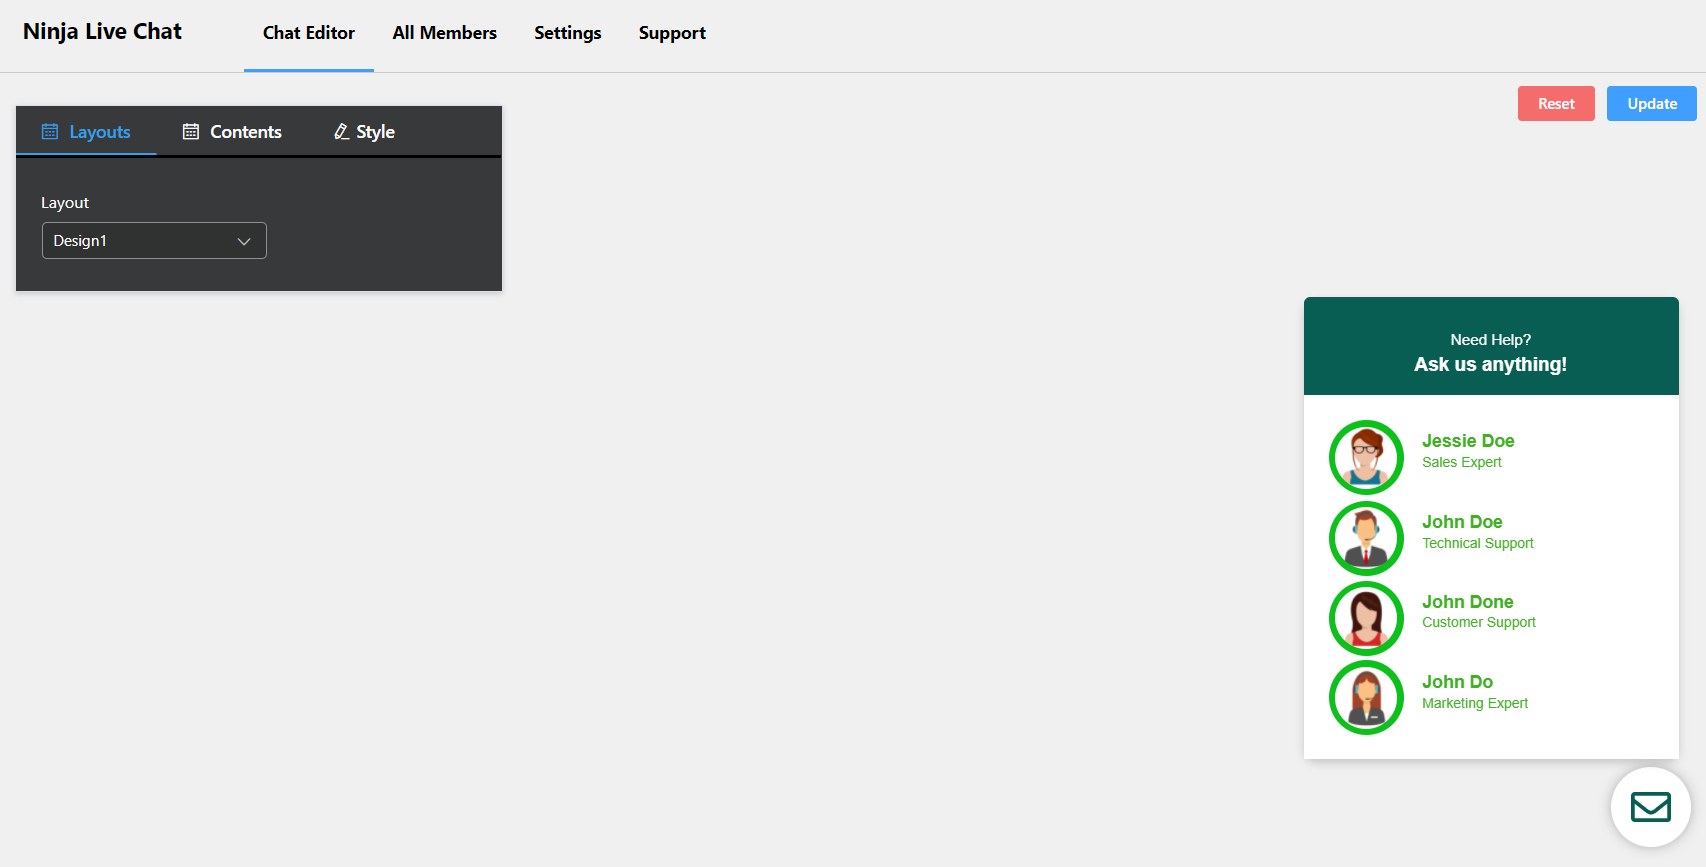 Ninja Live Chat
Chat Editor
All Members
Settings
Support
Reset
Update
Layouts
Contents
Style
Layout
Design1
Need Help?
Ask us anything!
Jessie Doe
Sales Expert
John Doe
Technical Support
John Done
Customer Support
John Do
Marketing Expert